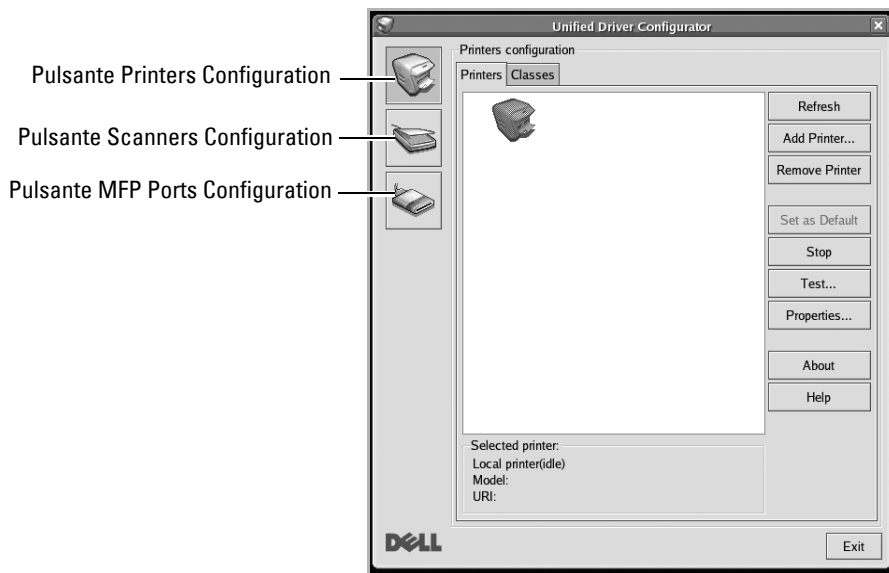 Unified Driver Configurator
Pulsante Printers Configuration
Pulsante Scanners Configuration
Pulsante MFP Ports Configuration
Printers configuration
Printers
Classes
Refresh
Add Printer...
Remove Printer
Set as Default
Stop
Test...
Properties...
About
Help
Selected printer:
Local printer(idle)
Model:
URI:
DELL
Exit